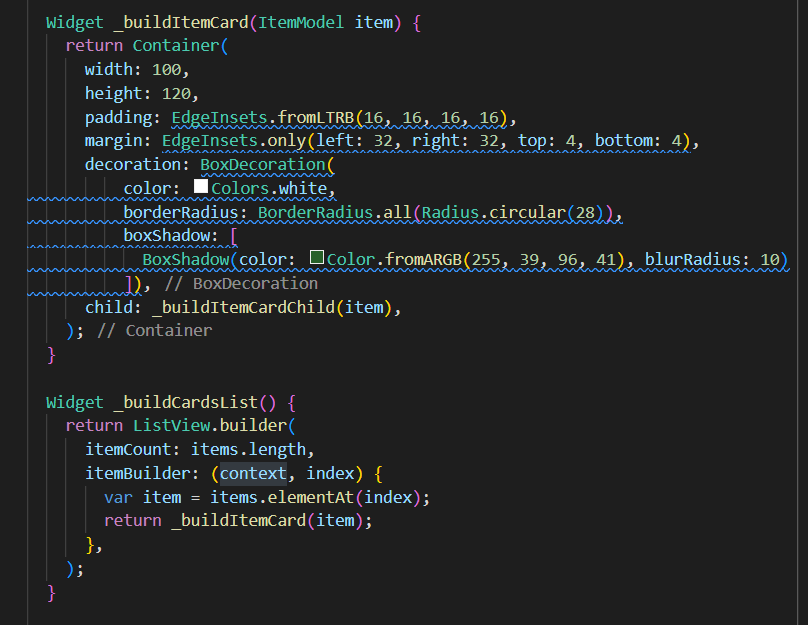 Widget _buildItemCard(ItemModel item) {
return Container(
width: 100,
height: 120,
padding: EdgeInsets.fromLTRB(16, 16, 16, 16),
margin: EdgeInsets.only(left: 32, right: 32, top: 4, bottom: 4),
decoration: BoxDecoration(
color: Colors.white,
borderRadius: BorderRadius.all(Radius.circular(28)),
boxShadow: [
BoxShadow(color: Color.fromARGB(255, 39, 96, 41), blurRadius: 10)
]), // BoxDecoration
child: _buildItemCardChild(item),
); // Container
}
Widget _buildCardsList() {
return ListView.builder(
itemCount: items.length,
itemBuilder: (context, index) {
var item = items.elementAt(index);
return _buildItemCard(item);
},
);
}